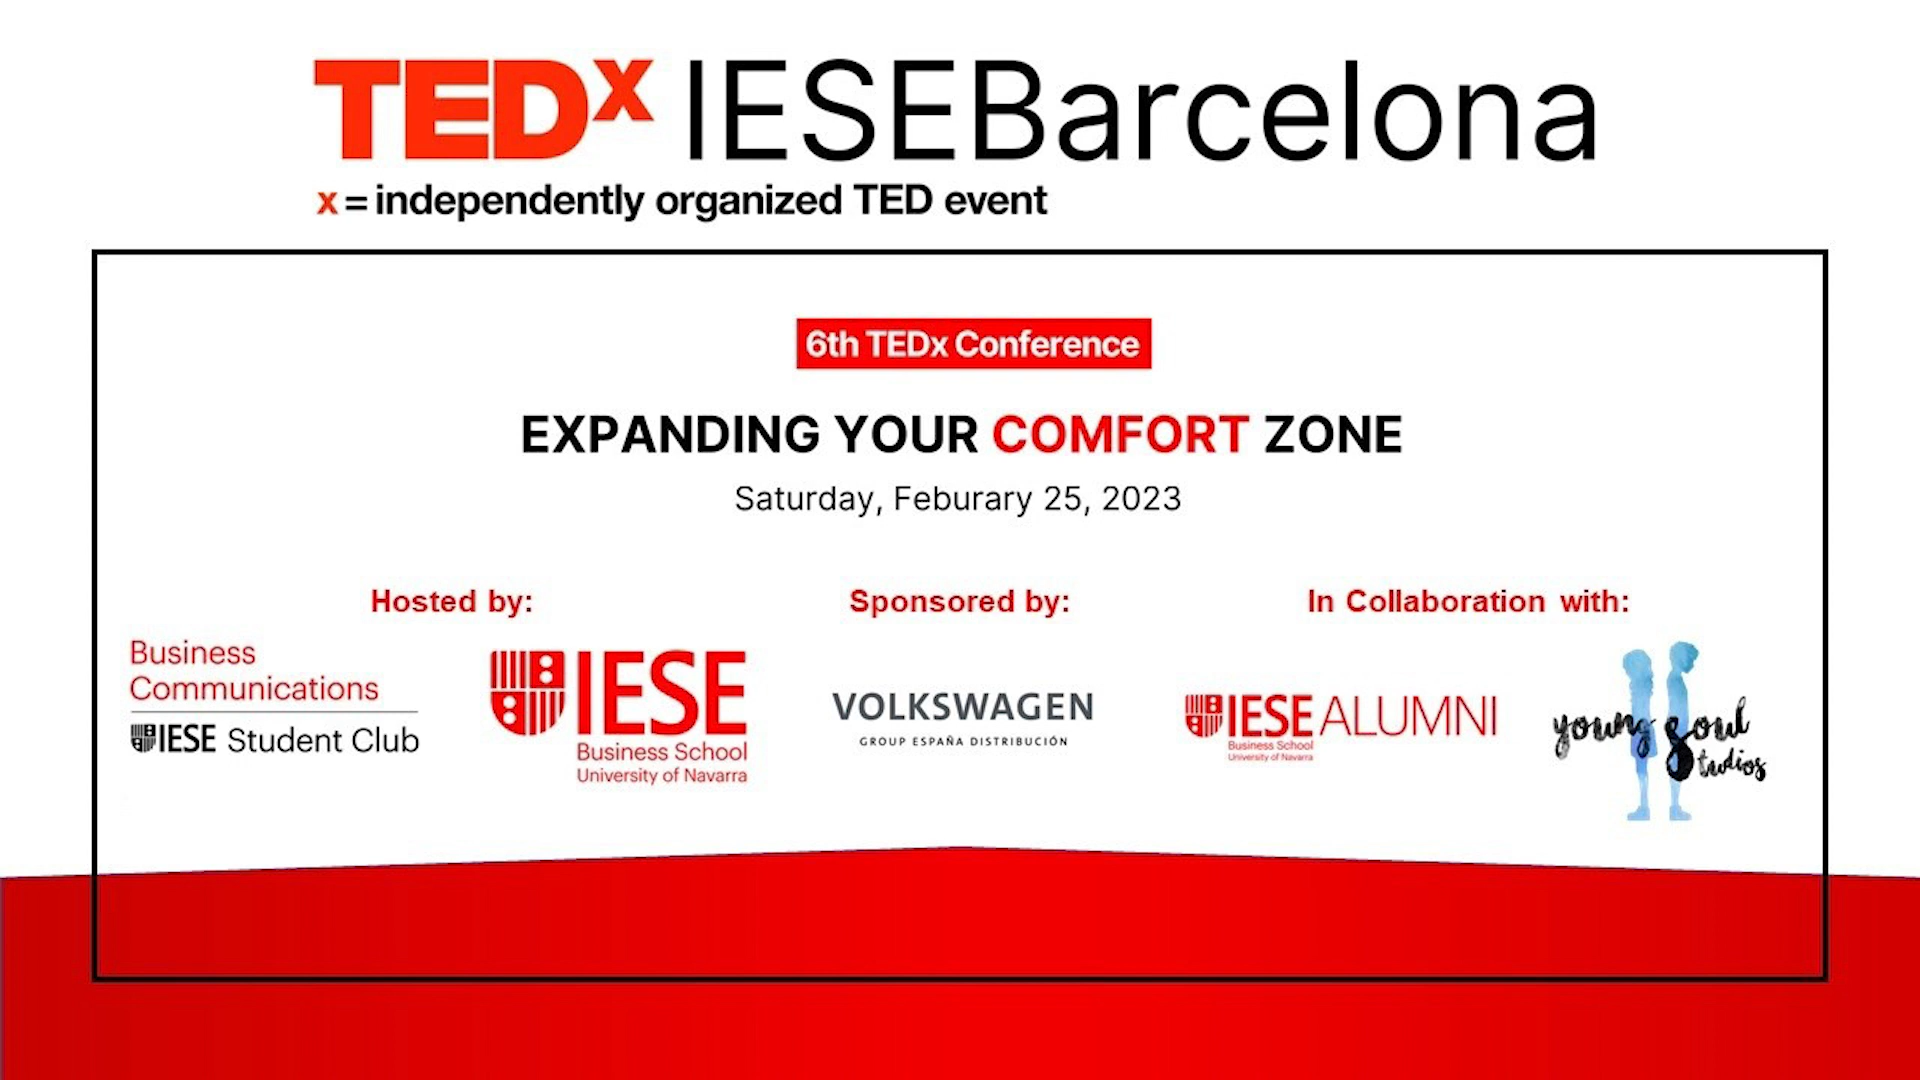 TEDx IESEBarcelona
x = independently organized TED event
6th TEDx Conference
EXPANDING YOUR COMFORT ZONE
Saturday, Feburary 25, 2023
Hosted by:
Business
Communications
IESE Student Club
IESE
Business School
University of Navarra
Sponsored by:
VOLKSWAGEN
GROUP ESPAÑA DISTRIBUCIÓN
In Collaboration with:
IESE ALUMNI
Business School
University of Navarra
young Soul
Studios